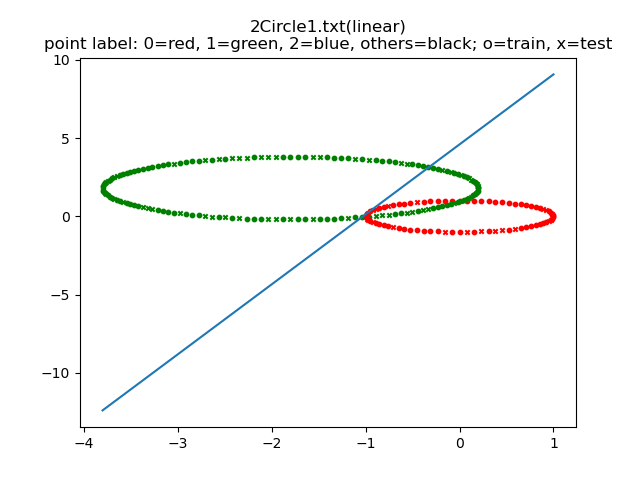 2Circle1.txt(linear)
point label: 0=red, 1=green, 2=blue, others=black; o=train, x=test
10
5
0
−5
−10
−4 −3 −2 −1 0 1